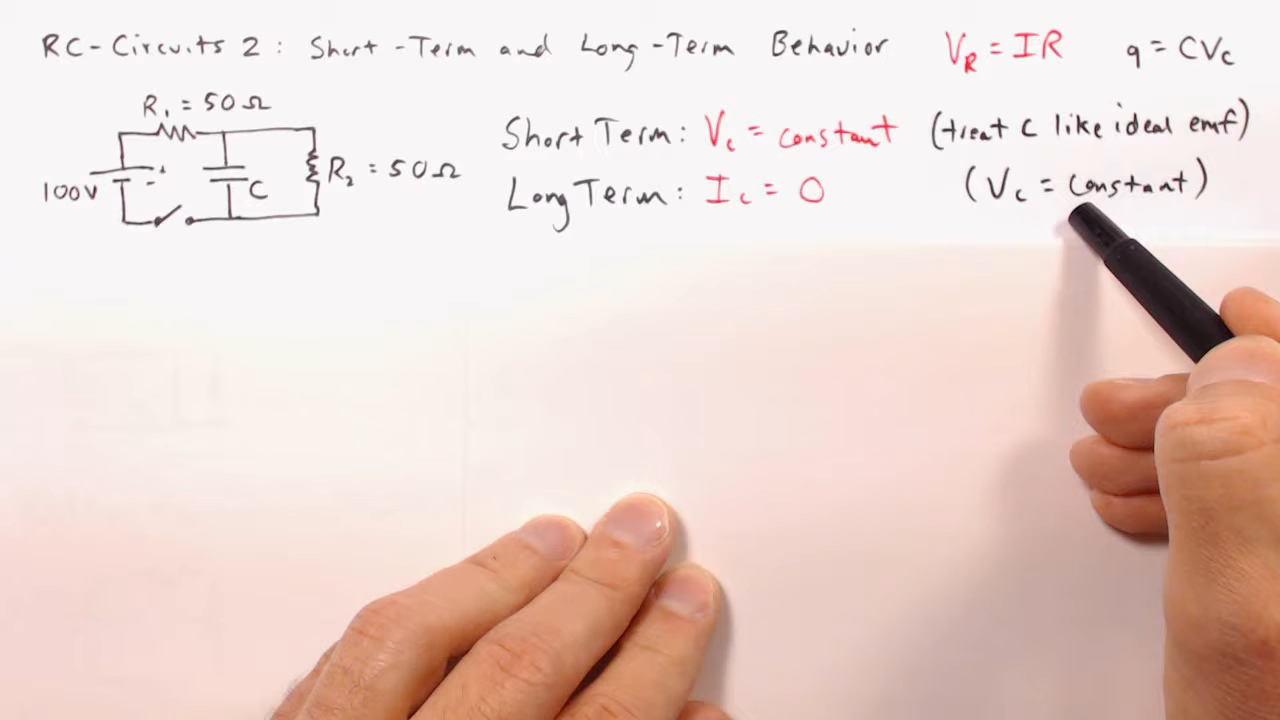 RC-Circuits 2: Short-Term and Long-Term Behavior V_R = IR q = CV_c
R₁ = 50Ω
Short Term: V_c = constant (treat C like ideal emf)
+
-
R₂ = 50Ω
100V
C
Long Term: I_c = 0 (V_c = constant)